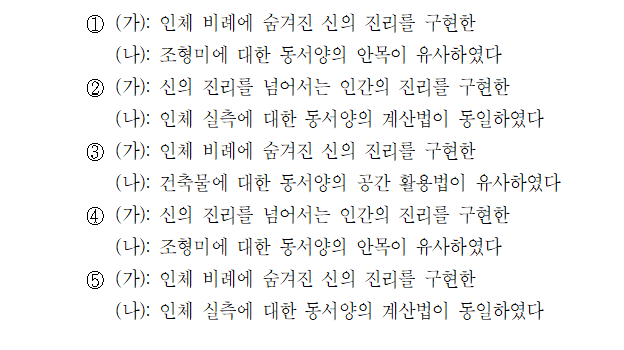 ① (가): 인체 비례에 숨겨진 신의 진리를 구현한
(나): 조형미에 대한 동서양의 안목이 유사하였다
② (가): 신의 진리를 넘어서는 인간의 진리를 구현한
(나): 인체 실측에 대한 동서양의 계산법이 동일하였다
③ (가): 인체 비례에 숨겨진 신의 진리를 구현한
(나): 건축물에 대한 동서양의 공간 활용법이 유사하였다
④ (가): 신의 진리를 넘어서는 인간의 진리를 구현한
(나): 조형미에 대한 동서양의 안목이 유사하였다
⑤ (가): 인체 비례에 숨겨진 신의 진리를 구현한
(나): 인체 실측에 대한 동서양의 계산법이 동일하였다